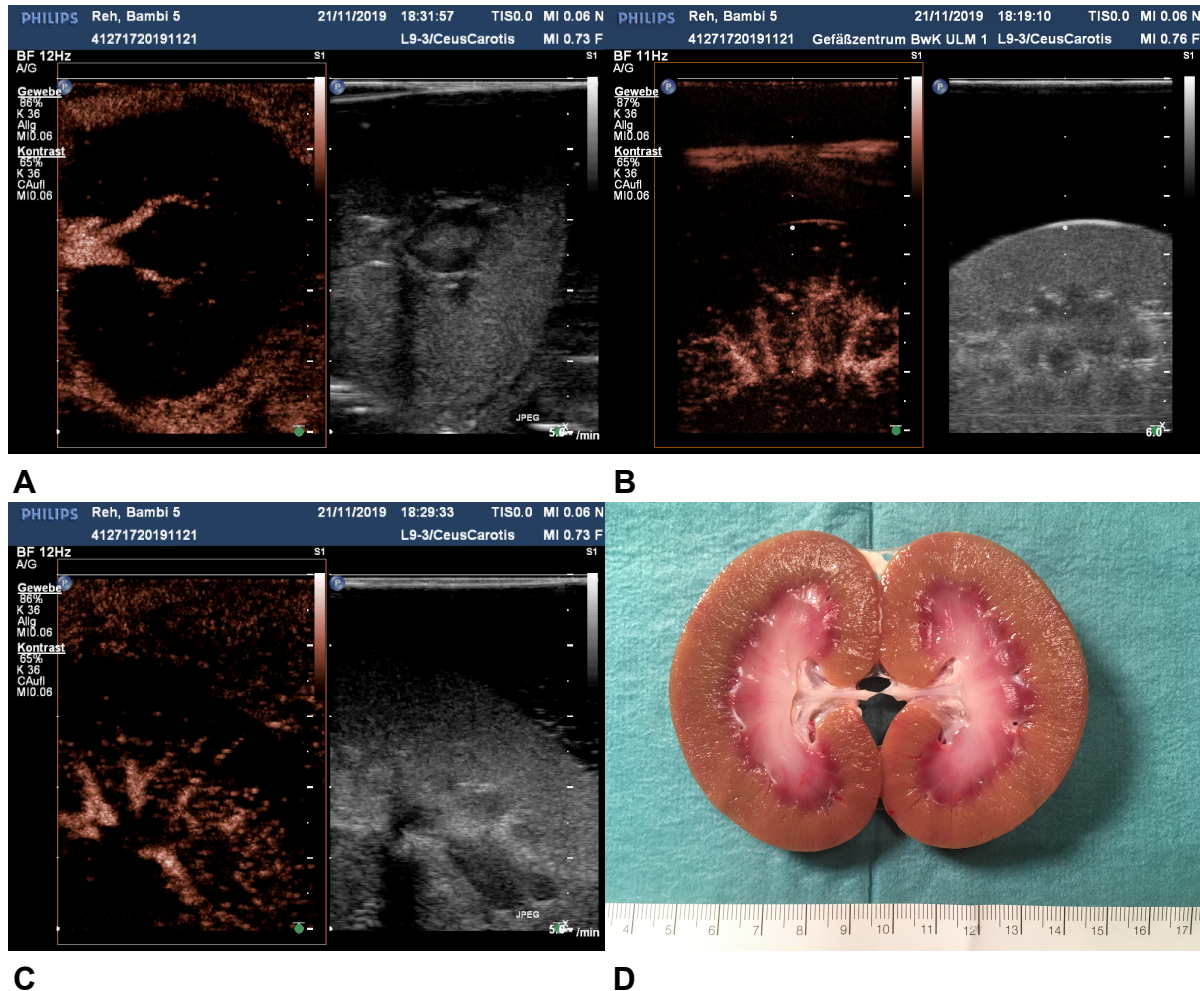 PHILIPS Reh, Bambi 5 21/11/2019 18:31:57 TIS0.0 MI 0.06 N
41271720191121 L9-3/CeusCarotis MI 0.73 F
BF 12Hz S1
A/G
Gewebe
86%
K 36
Allg
MI0.06
Kontrast
65%
K 36
CAufl
MI0.06
P P
JPEG
5.0 /min
A
PHILIPS Reh, Bambi 5 21/11/2019 18:19:10 TIS0.0 MI 0.06 N
41271720191121 Gefäßzentrum BwK ULM 1 L9-3/CeusCarotis MI 0.76 F
BF 11Hz S1
A/G
Gewebe
87%
K 36
Allg
MI0.06
Kontrast
65%
K 36
CAufl
MI0.06
P P
6.0
B
PHILIPS Reh, Bambi 5 21/11/2019 18:29:33 TIS0.0 MI 0.06 N
41271720191121 L9-3/CeusCarotis MI 0.73 F
BF 12Hz S1
A/G
Gewebe
86%
K 36
Allg
MI0.06
Kontrast
65%
K 36
CAufl
MI0.06
P P
JPEG
5.0 /min
C
4 5 6 7 8 9 10 11 12 13 14 15 16 17
D